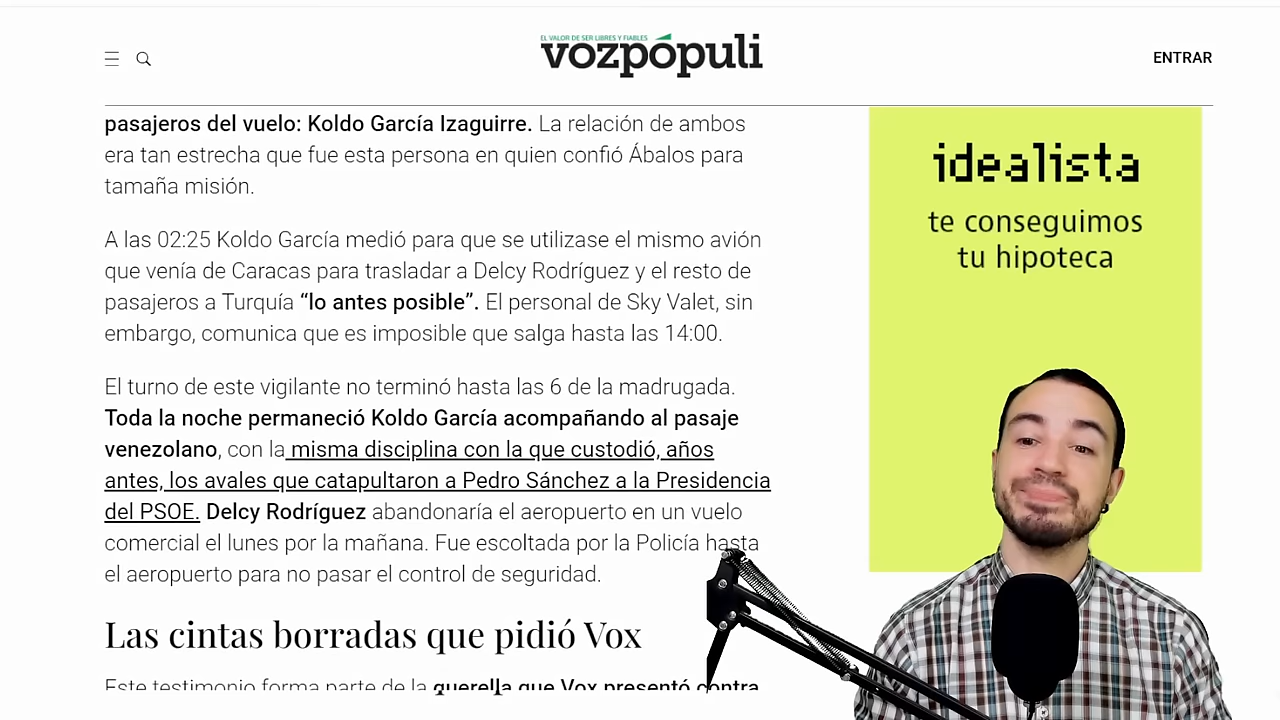 EL VALOR DE SER LIBRES Y FIABLES
vozpópuli
ENTRAR
pasajeros del vuelo: Koldo García Izaguirre. La relación de ambos
era tan estrecha que fue esta persona en quien confió Ábalos para
tamaña misión.
A las 02:25 Koldo García medió para que se utilizase el mismo avión
que venía de Caracas para trasladar a Delcy Rodríguez y el resto de
pasajeros a Turquía “lo antes posible”. El personal de Sky Valet, sin
embargo, comunica que es imposible que salga hasta las 14:00.
El turno de este vigilante no terminó hasta las 6 de la madrugada.
Toda la noche permaneció Koldo García acompañando al pasaje
venezolano, con la misma disciplina con la que custodió, años
antes, los avales que catapultaron a Pedro Sánchez a la Presidencia
del PSOE. Delcy Rodríguez abandonaría el aeropuerto en un vuelo
comercial el lunes por la mañana. Fue escoltada por la Policía hasta
el aeropuerto para no pasar el control de seguridad.
Las cintas borradas que pidió Vox
Este testimonio forma parte de la querella que Vox presentó contra
idealista
te conseguimos
tu hipoteca